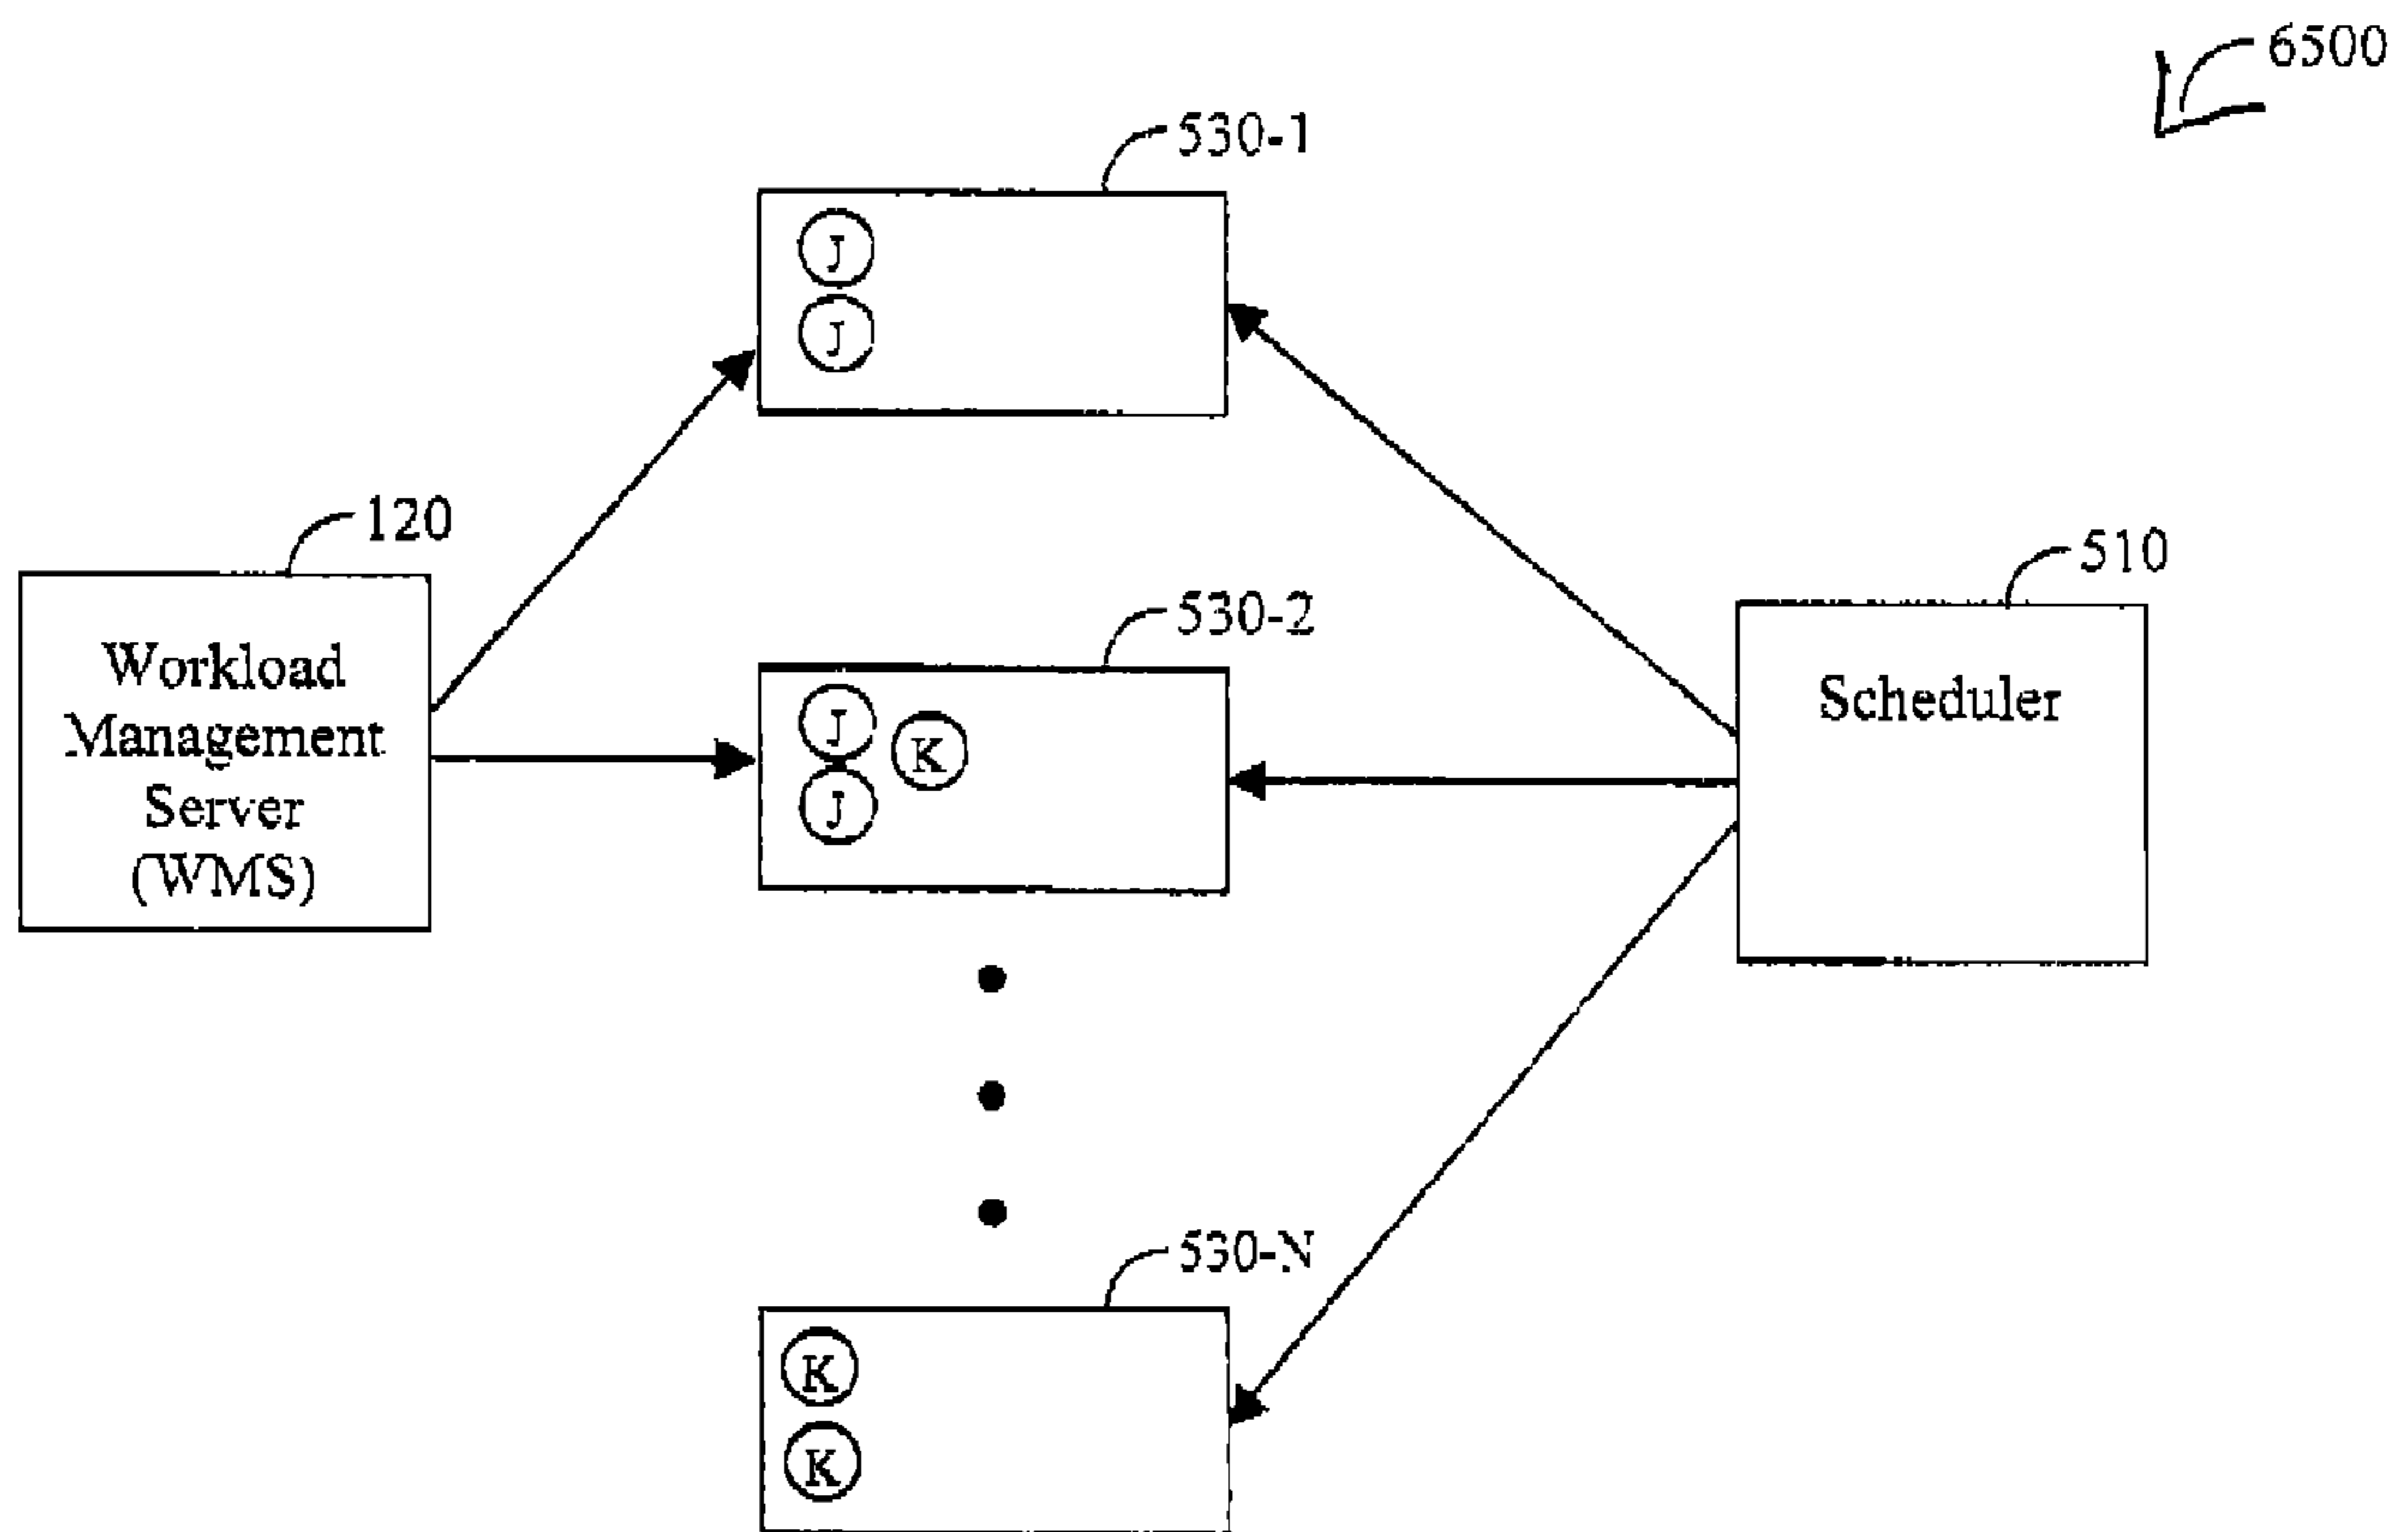 6500
530-1
J
J
120
Workload
Management
Server
(WMS)
530-2
J
K
J
510
Scheduler
530-N
K
K